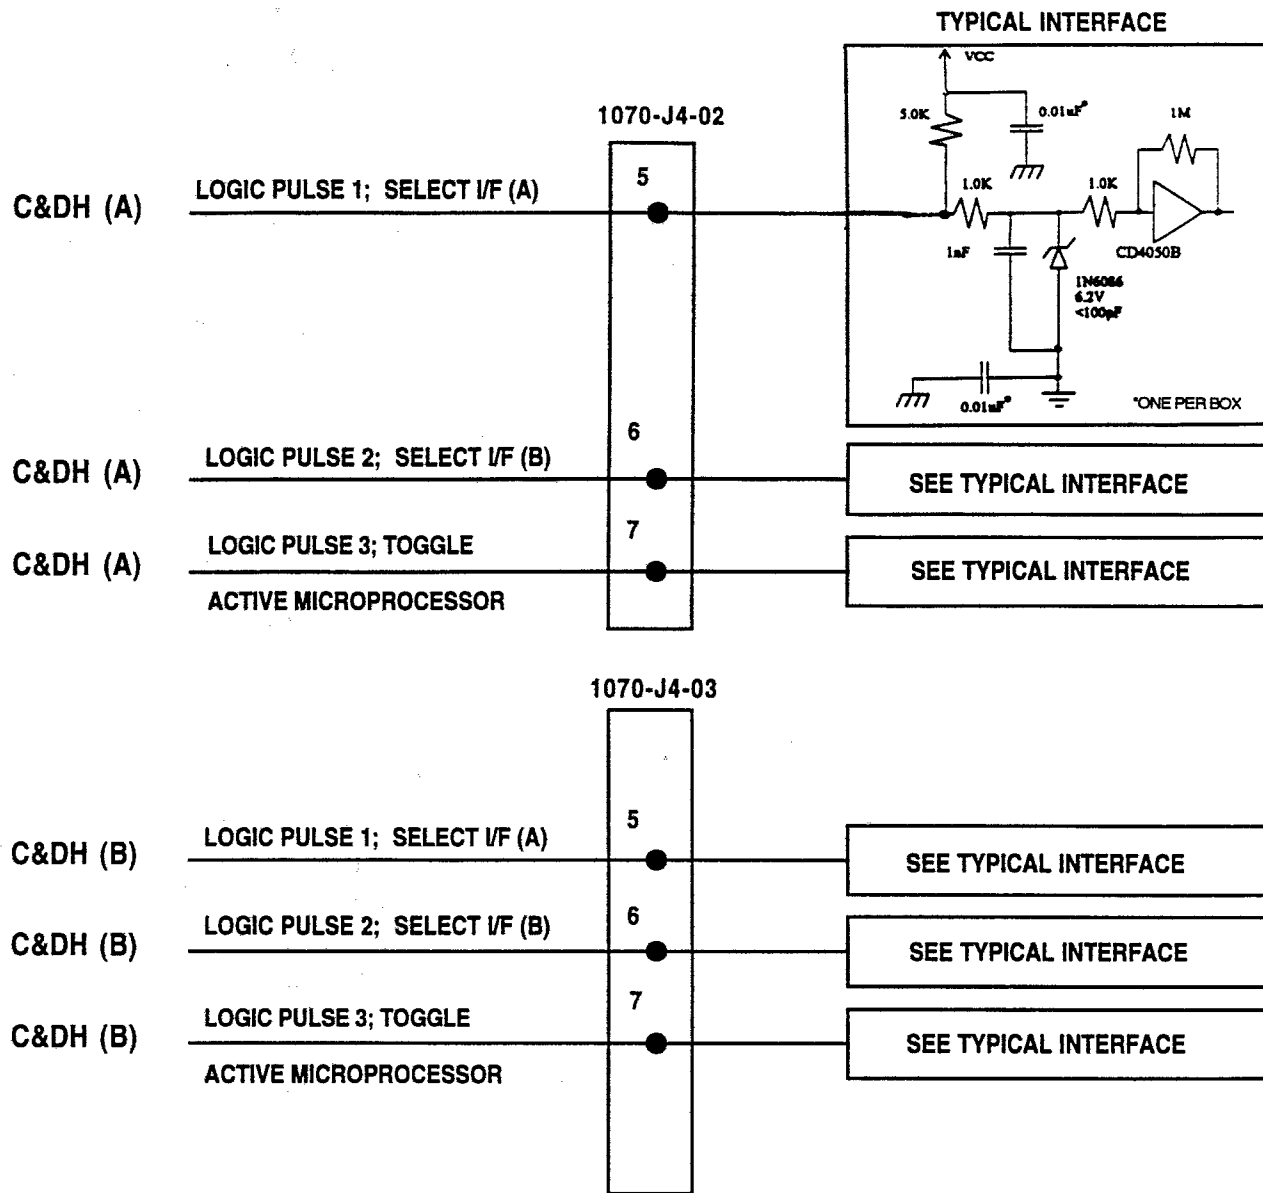 TYPICAL INTERFACE
VCC
5.0K
0.01uF*
1M
1070-J4-02
5
C&DH (A)
LOGIC PULSE 1; SELECT I/F (A)
1.0K
1.0K
1nF
CD4050B
1N6086
6.2V
<100pF
0.01uF*
*ONE PER BOX
6
C&DH (A)
LOGIC PULSE 2; SELECT I/F (B)
SEE TYPICAL INTERFACE
7
C&DH (A)
LOGIC PULSE 3; TOGGLE
ACTIVE MICROPROCESSOR
SEE TYPICAL INTERFACE
1070-J4-03
5
C&DH (B)
LOGIC PULSE 1; SELECT I/F (A)
SEE TYPICAL INTERFACE
6
C&DH (B)
LOGIC PULSE 2; SELECT I/F (B)
SEE TYPICAL INTERFACE
7
C&DH (B)
LOGIC PULSE 3; TOGGLE
ACTIVE MICROPROCESSOR
SEE TYPICAL INTERFACE